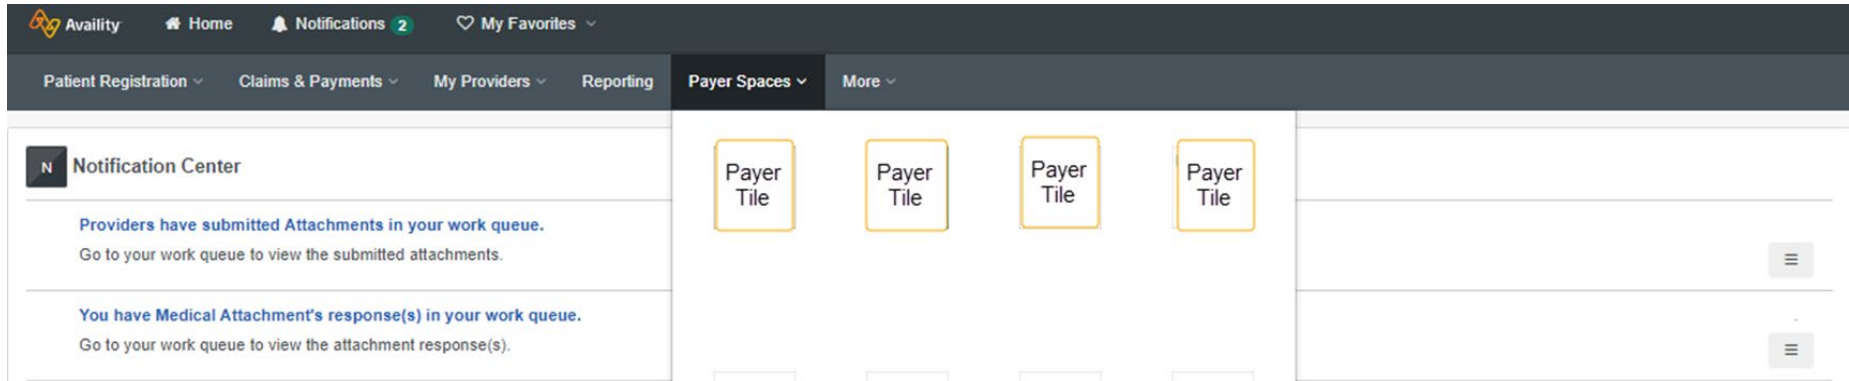 Availity Home Notifications 2 My Favorites
Patient Registration Claims & Payments My Providers Reporting Payer Spaces More
N Notification Center
Payer Tile
Payer Tile
Payer Tile
Payer Tile
Providers have submitted Attachments in your work queue.
Go to your work queue to view the submitted attachments.
You have Medical Attachment's response(s) in your work queue.
Go to your work queue to view the attachment response(s).